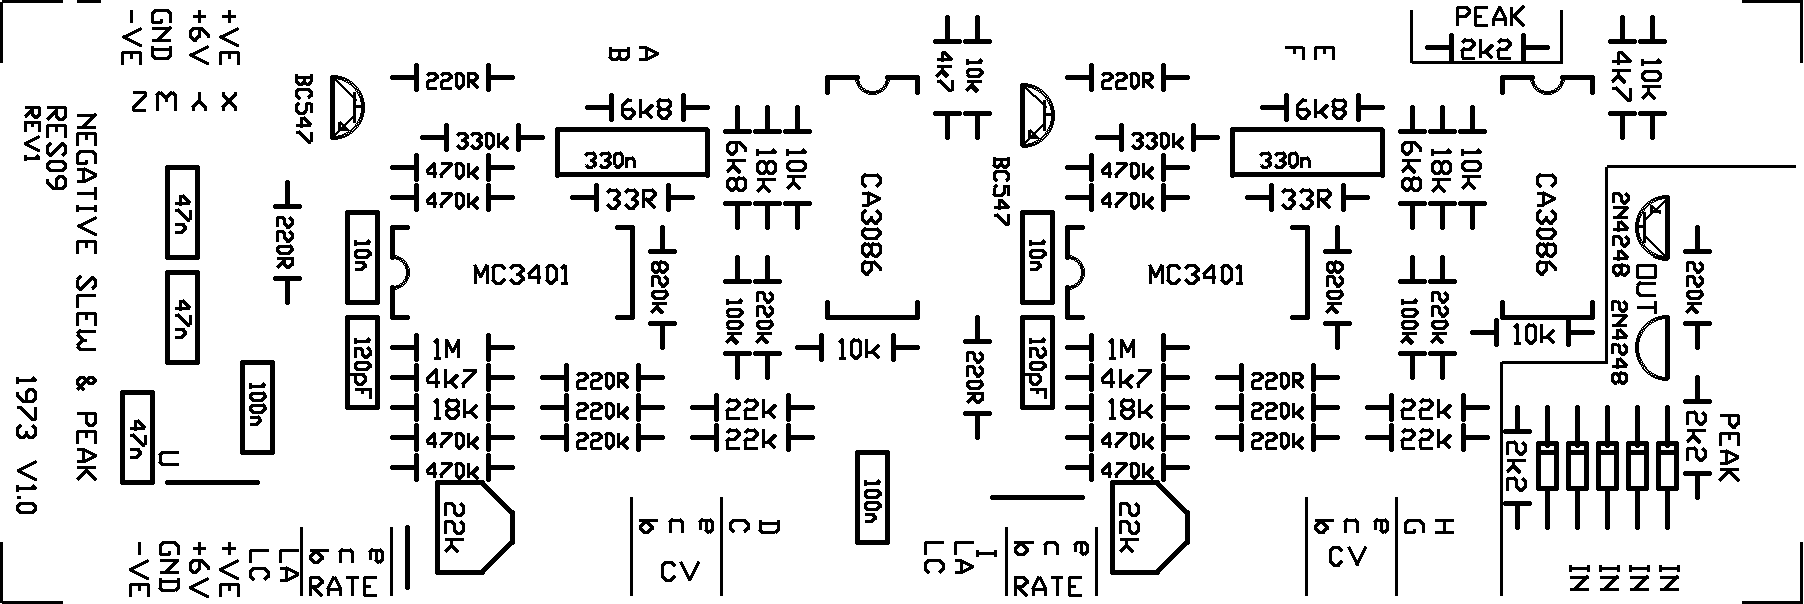 -VE
GND
+6V
+VE
Z
W
Y
X
RES09
REV1
NEGATIVE SLEW & PEAK
1973 V1.0
47n
47n
47n
U
100n
220R
BC547
10n
120pF
-VE
GND
+6V
+VE
LC
LA
b c e
RATE
A
B
220R
6k8
330k
330n
470k
470k
33R
MC3401
820k
6k8
18k
10k
CA3086
100k
220k
10k
1M
4k7
18k
470k
470k
220R
220k
220k
22k
22k
22k
b c e
CV
C
D
100n
4k7
10k
BC547
220R
10n
120pF
LC
LA
I
b c e
RATE
E
F
220R
6k8
330k
330n
470k
470k
33R
MC3401
820k
6k8
18k
10k
CA3086
100k
220k
10k
1M
4k7
18k
470k
470k
220R
220k
220k
22k
22k
22k
b c e
CV
G
H
PEAK
2k2
4k7
10k
2N4248
OUT
2N4248
220k
2k2
2k2
PEAK
IN
IN
IN
IN